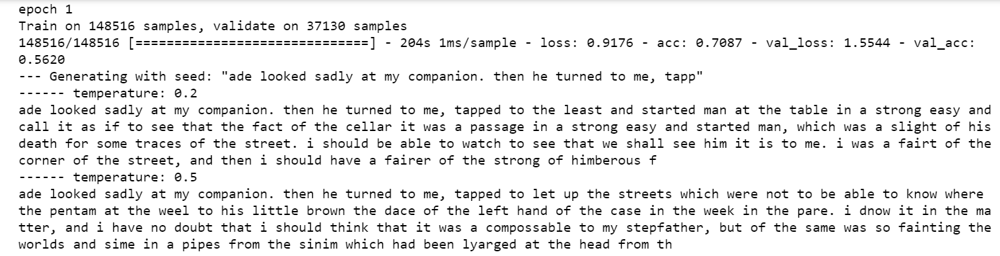 epoch 1
Train on 148516 samples, validate on 37130 samples
148516/148516 [==============================] - 204s 1ms/sample - loss: 0.9176 - acc: 0.7087 - val_loss: 1.5544 - val_acc:
0.5620
--- Generating with seed: "ade looked sadly at my companion. then he turned to me, tapp"
------ temperature: 0.2
ade looked sadly at my companion. then he turned to me, tapped to the least and started man at the table in a strong easy and
call it as if to see that the fact of the cellar it was a passage in a strong easy and started man, which was a slight of his
death for some traces of the street. i should be able to watch to see that we shall see him it is to me. i was a fairt of the
corner of the street, and then i should have a fairer of the strong of himberous f
------ temperature: 0.5
ade looked sadly at my companion. then he turned to me, tapped to let up the streets which were not to be able to know where
the pentam at the weel to his little brown the dace of the left hand of the case in the week in the pare. i dnow it in the ma
tter, and i have no doubt that i should think that it was a compossable to my stepfather, but of the same was so fainting the
worlds and sime in a pipes from the sinim which had been lyarged at the head from th